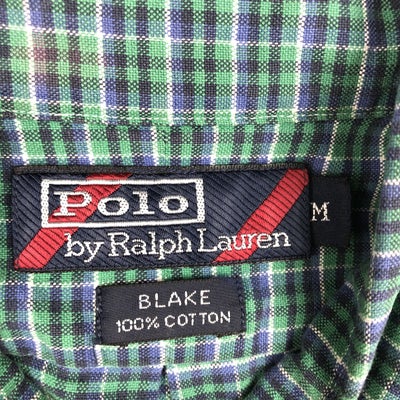 Polo
by Ralph Lauren
M
BLAKE
100% COTTON